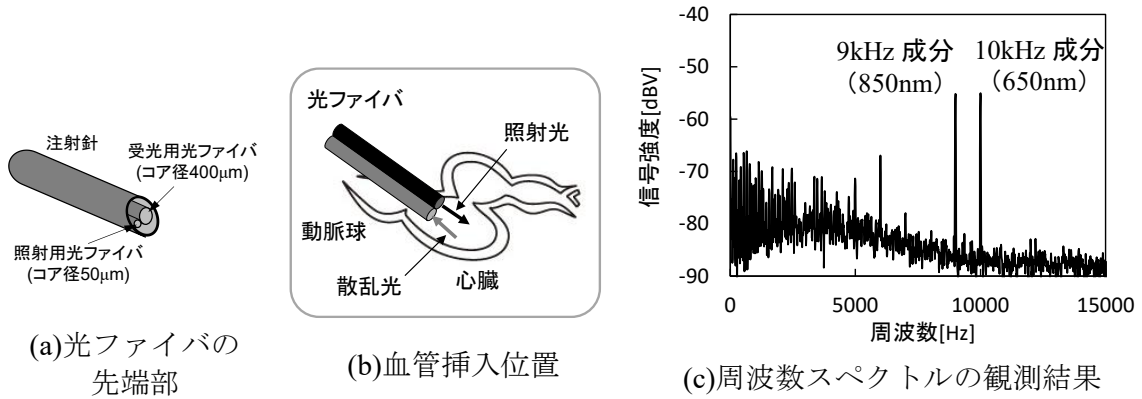 注射針
受光用光ファイバ
(コア径400μm)
照射用光ファイバ
(コア径50μm)
(a)光ファイバの
先端部
光ファイバ
照射光
動脈球
散乱光
心臓
(b)血管挿入位置
-40
-50
-60
-70
-80
-90
信号強度[dBV]
9kHz 成分
（850nm）
10kHz 成分
（650nm）
0
5000
10000
15000
周波数[Hz]
(c)周波数スペクトルの観測結果